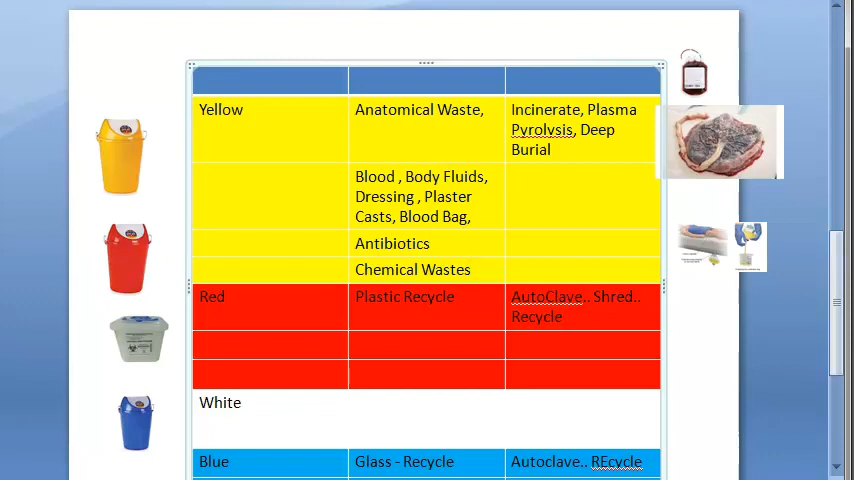 Yellow
Anatomical Waste,
Incinerate, Plasma
Pyrolvsis, Deep
Burial
Blood , Body Fluids,
Dressing , Plaster
Casts, Blood Bag,
Antibiotics
Chemical Wastes
Red
Plastic Recycle
AutoClave.. Shred..
Recycle
White
Blue
Glass - Recycle
Autoclave.. REcycle